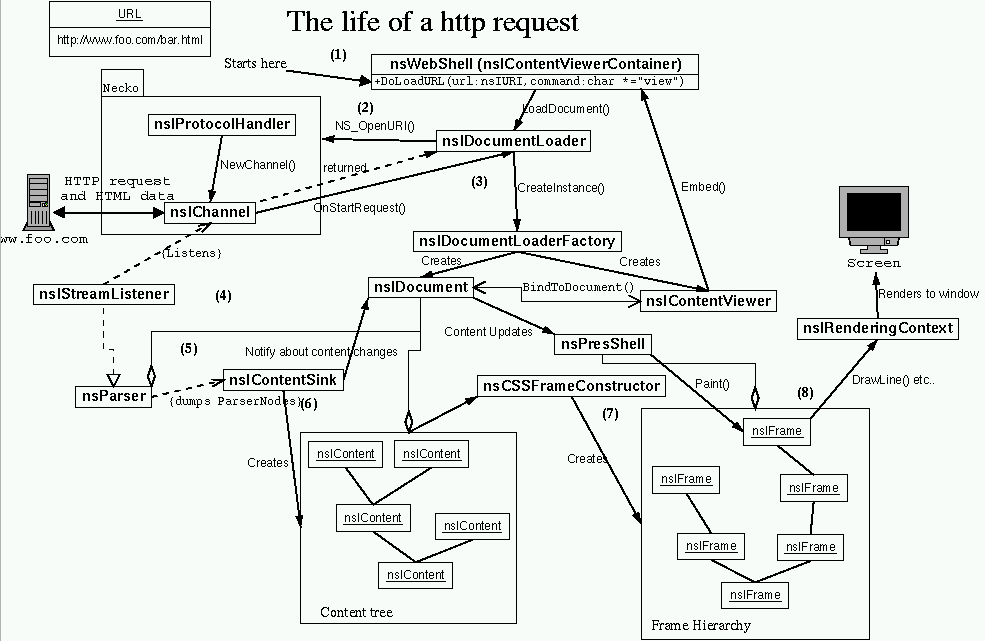 The life of a http request
URL
http://www.foo.com/bar.html
(1)
Starts here
nsWebShell (nsIContentViewerContainer)
+DoLoadURL(url:nsIURI,command:char *="view")
Necko
(2)
LoadDocument()
nsIProtocolHandler
NS_OpenURI()
nsIDocumentLoader
NewChannel()
returned
(3)
CreateInstance()
Embed()
HTTP request
and HTML data
nsIChannel
OnStartRequest()
ww.foo.com
{Listens}
nsIDocumentLoaderFactory
Creates
Creates
Screen
nsIStreamListener
(4)
nsIDocument
BindToDocument()
nsIContentViewer
Renders to window
nsIRenderingContext
Content Updates
nsPresShell
(5)
Notify about content changes
nsIContentSink
nsCSSFrameConstructor
Paint()
DrawLine() etc..
nsParser
{dumps ParserNodes}
(6)
(7)
(8)
nsIFrame
Creates
nsIContent
nsIContent
Creates
nsIFrame
nsIFrame
nsIContent
nsIContent
nsIFrame
nsIFrame
nsIContent
nsIFrame
Content tree
Frame Hierarchy